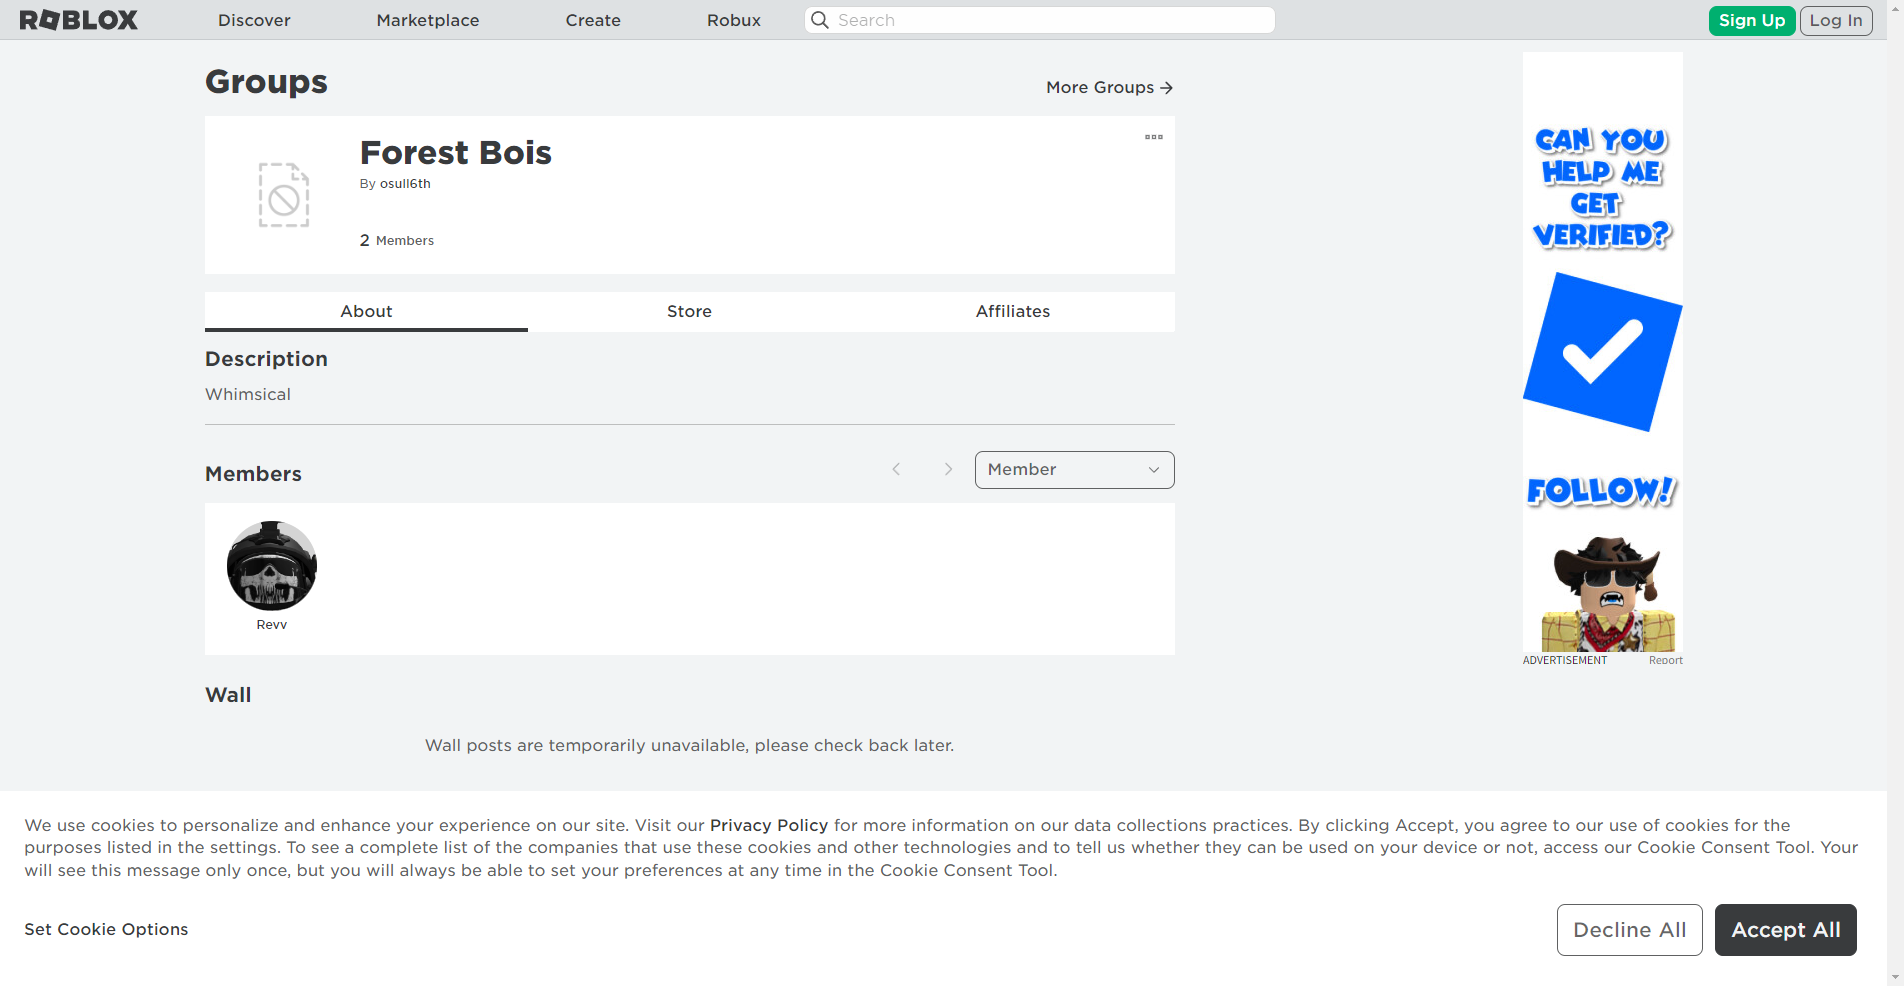 ROBLOX
Discover
Marketplace
Create
Robux
Search
Sign Up
Log In
Groups
More Groups
Forest Bois
By osull6th
2 Members
About
Store
Affiliates
Description
Whimsical
Members
Member
Revv
Wall
Wall posts are temporarily unavailable, please check back later.
CAN YOU
HELP ME
GET
VERIFIED?
FOLLOW!
ADVERTISEMENT
Report
We use cookies to personalize and enhance your experience on our site. Visit our Privacy Policy for more information on our data collections practices. By clicking Accept, you agree to our use of cookies for the
purposes listed in the settings. To see a complete list of the companies that use these cookies and other technologies and to tell us whether they can be used on your device or not, access our Cookie Consent Tool. Your
will see this message only once, but you will always be able to set your preferences at any time in the Cookie Consent Tool.
Set Cookie Options
Decline All
Accept All